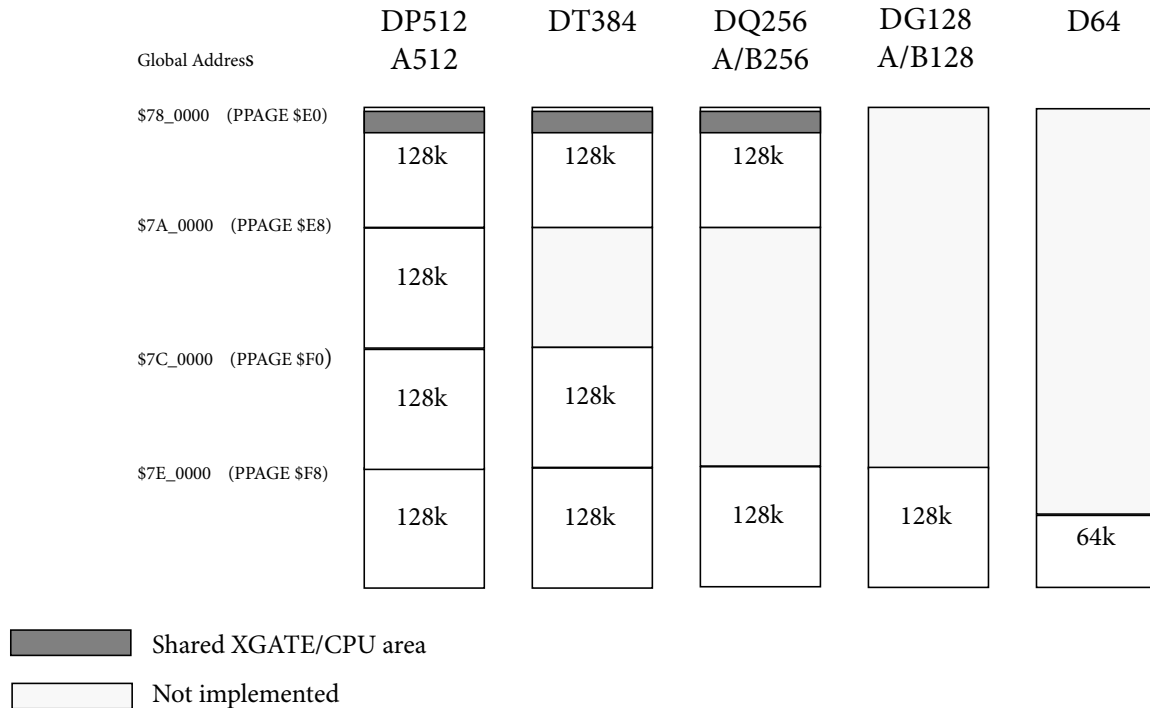 DP512 DT384 DQ256 DG128 D64
Global Address A512 A/B256 A/B128
$78_0000 (PPAGE $E0)
128k 128k 128k
$7A_0000 (PPAGE $E8)
128k
$7C_0000 (PPAGE $F0)
128k 128k
$7E_0000 (PPAGE $F8)
128k 128k 128k 128k
64k
Shared XGATE/CPU area
Not implemented